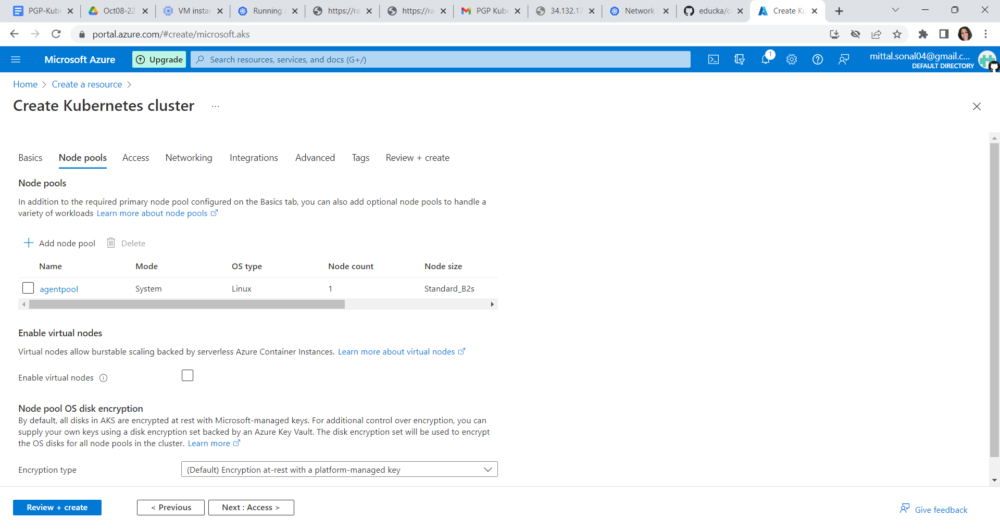 PGP-Kube
Oct08-22
VM instan
Running A
https://ra
https://ra
PGP Kube
34.132.17
Network
educka/co
Create Ku
portal.azure.com/#create/microsoft.aks
Microsoft Azure
Upgrade
Search resources, services, and docs (G+/)
1
mittal.sonal04@gmail.c...
DEFAULT DIRECTORY
Home > Create a resource >
Create Kubernetes cluster ...
Basics Node pools Access Networking Integrations Advanced Tags Review + create
Node pools
In addition to the required primary node pool configured on the Basics tab, you can also add optional node pools to handle a
variety of workloads Learn more about node pools
Add node pool Delete
Name Mode OS type Node count Node size
agentpool System Linux 1 Standard_B2s
Enable virtual nodes
Virtual nodes allow burstable scaling backed by serverless Azure Container Instances. Learn more about virtual nodes
Enable virtual nodes
Node pool OS disk encryption
By default, all disks in AKS are encrypted at rest with Microsoft-managed keys. For additional control over encryption, you can
supply your own keys using a disk encryption set backed by an Azure Key Vault. The disk encryption set will be used to encrypt
the OS disks for all node pools in the cluster. Learn more
Encryption type (Default) Encryption at-rest with a platform-managed key
Review + create < Previous Next : Access > Give feedback